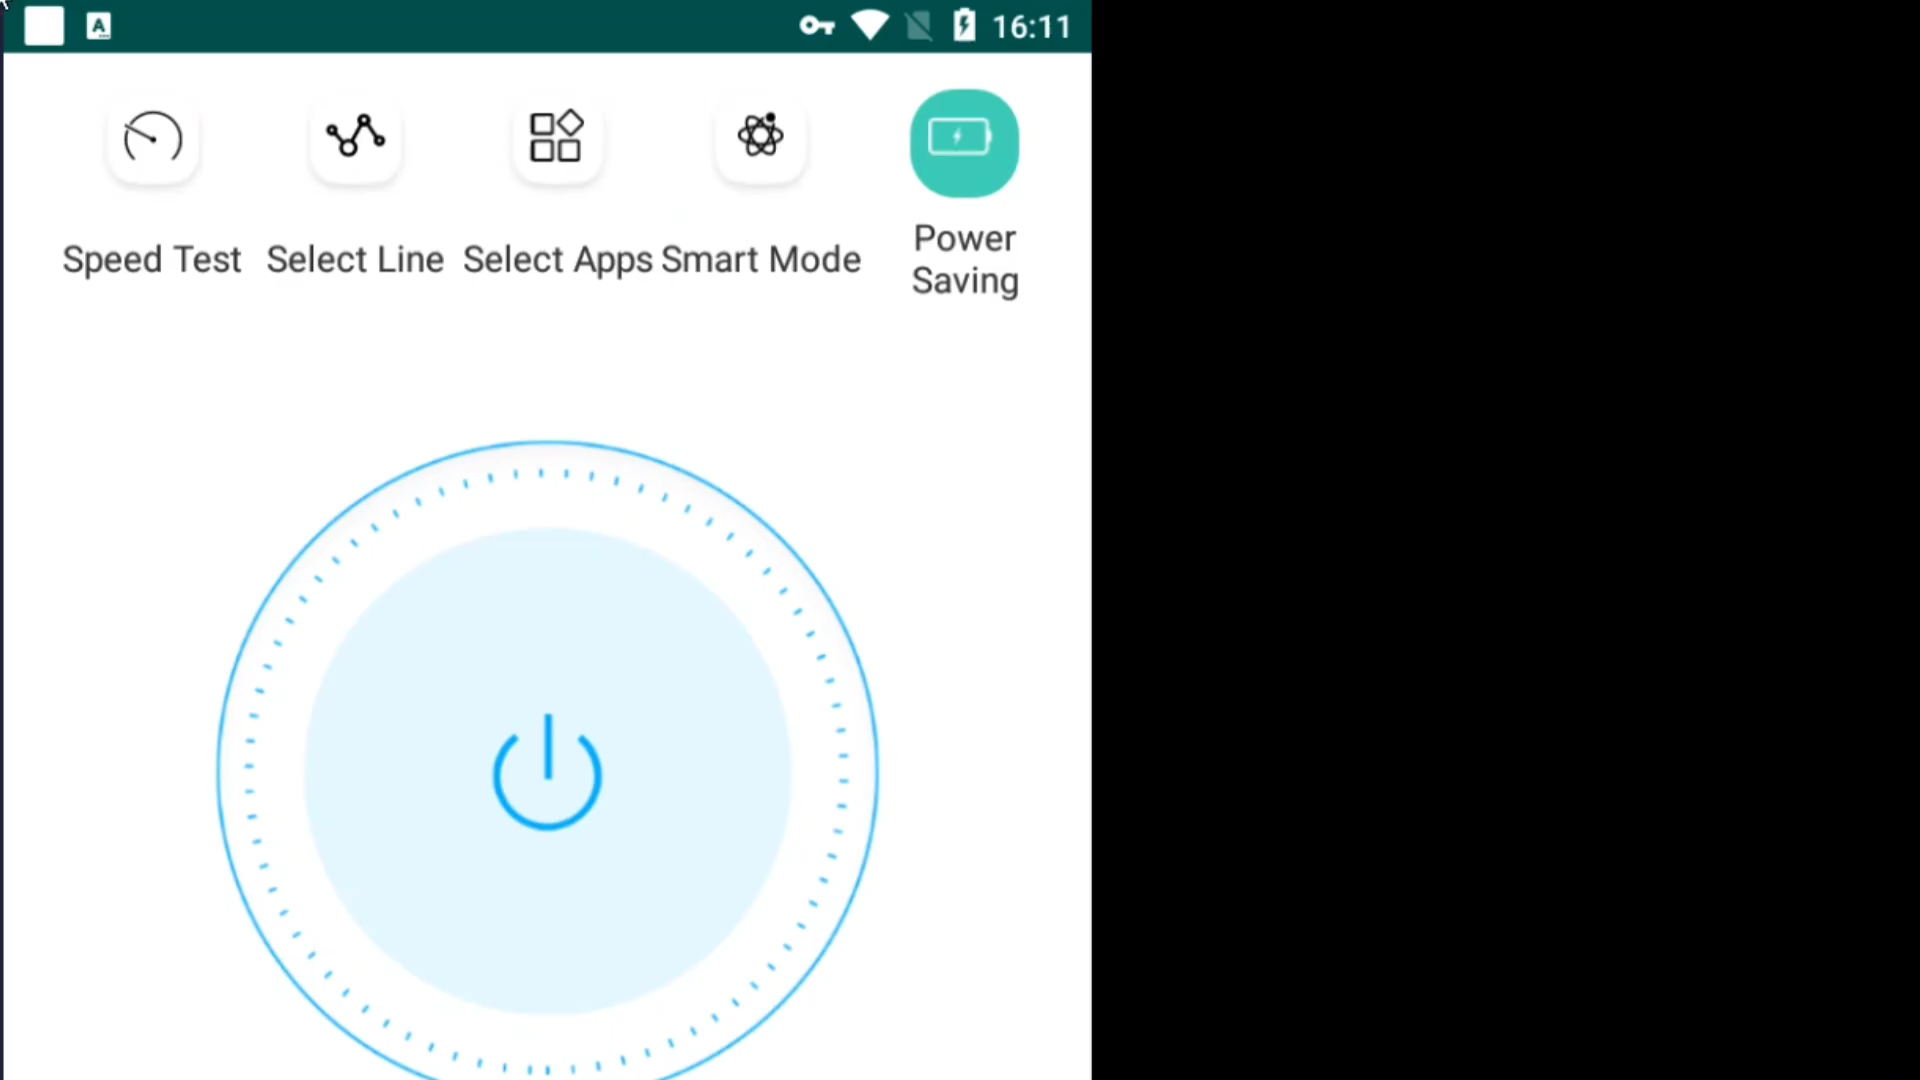 A
16:11
Speed Test
Select Line
Select Apps
Smart Mode
Power
Saving